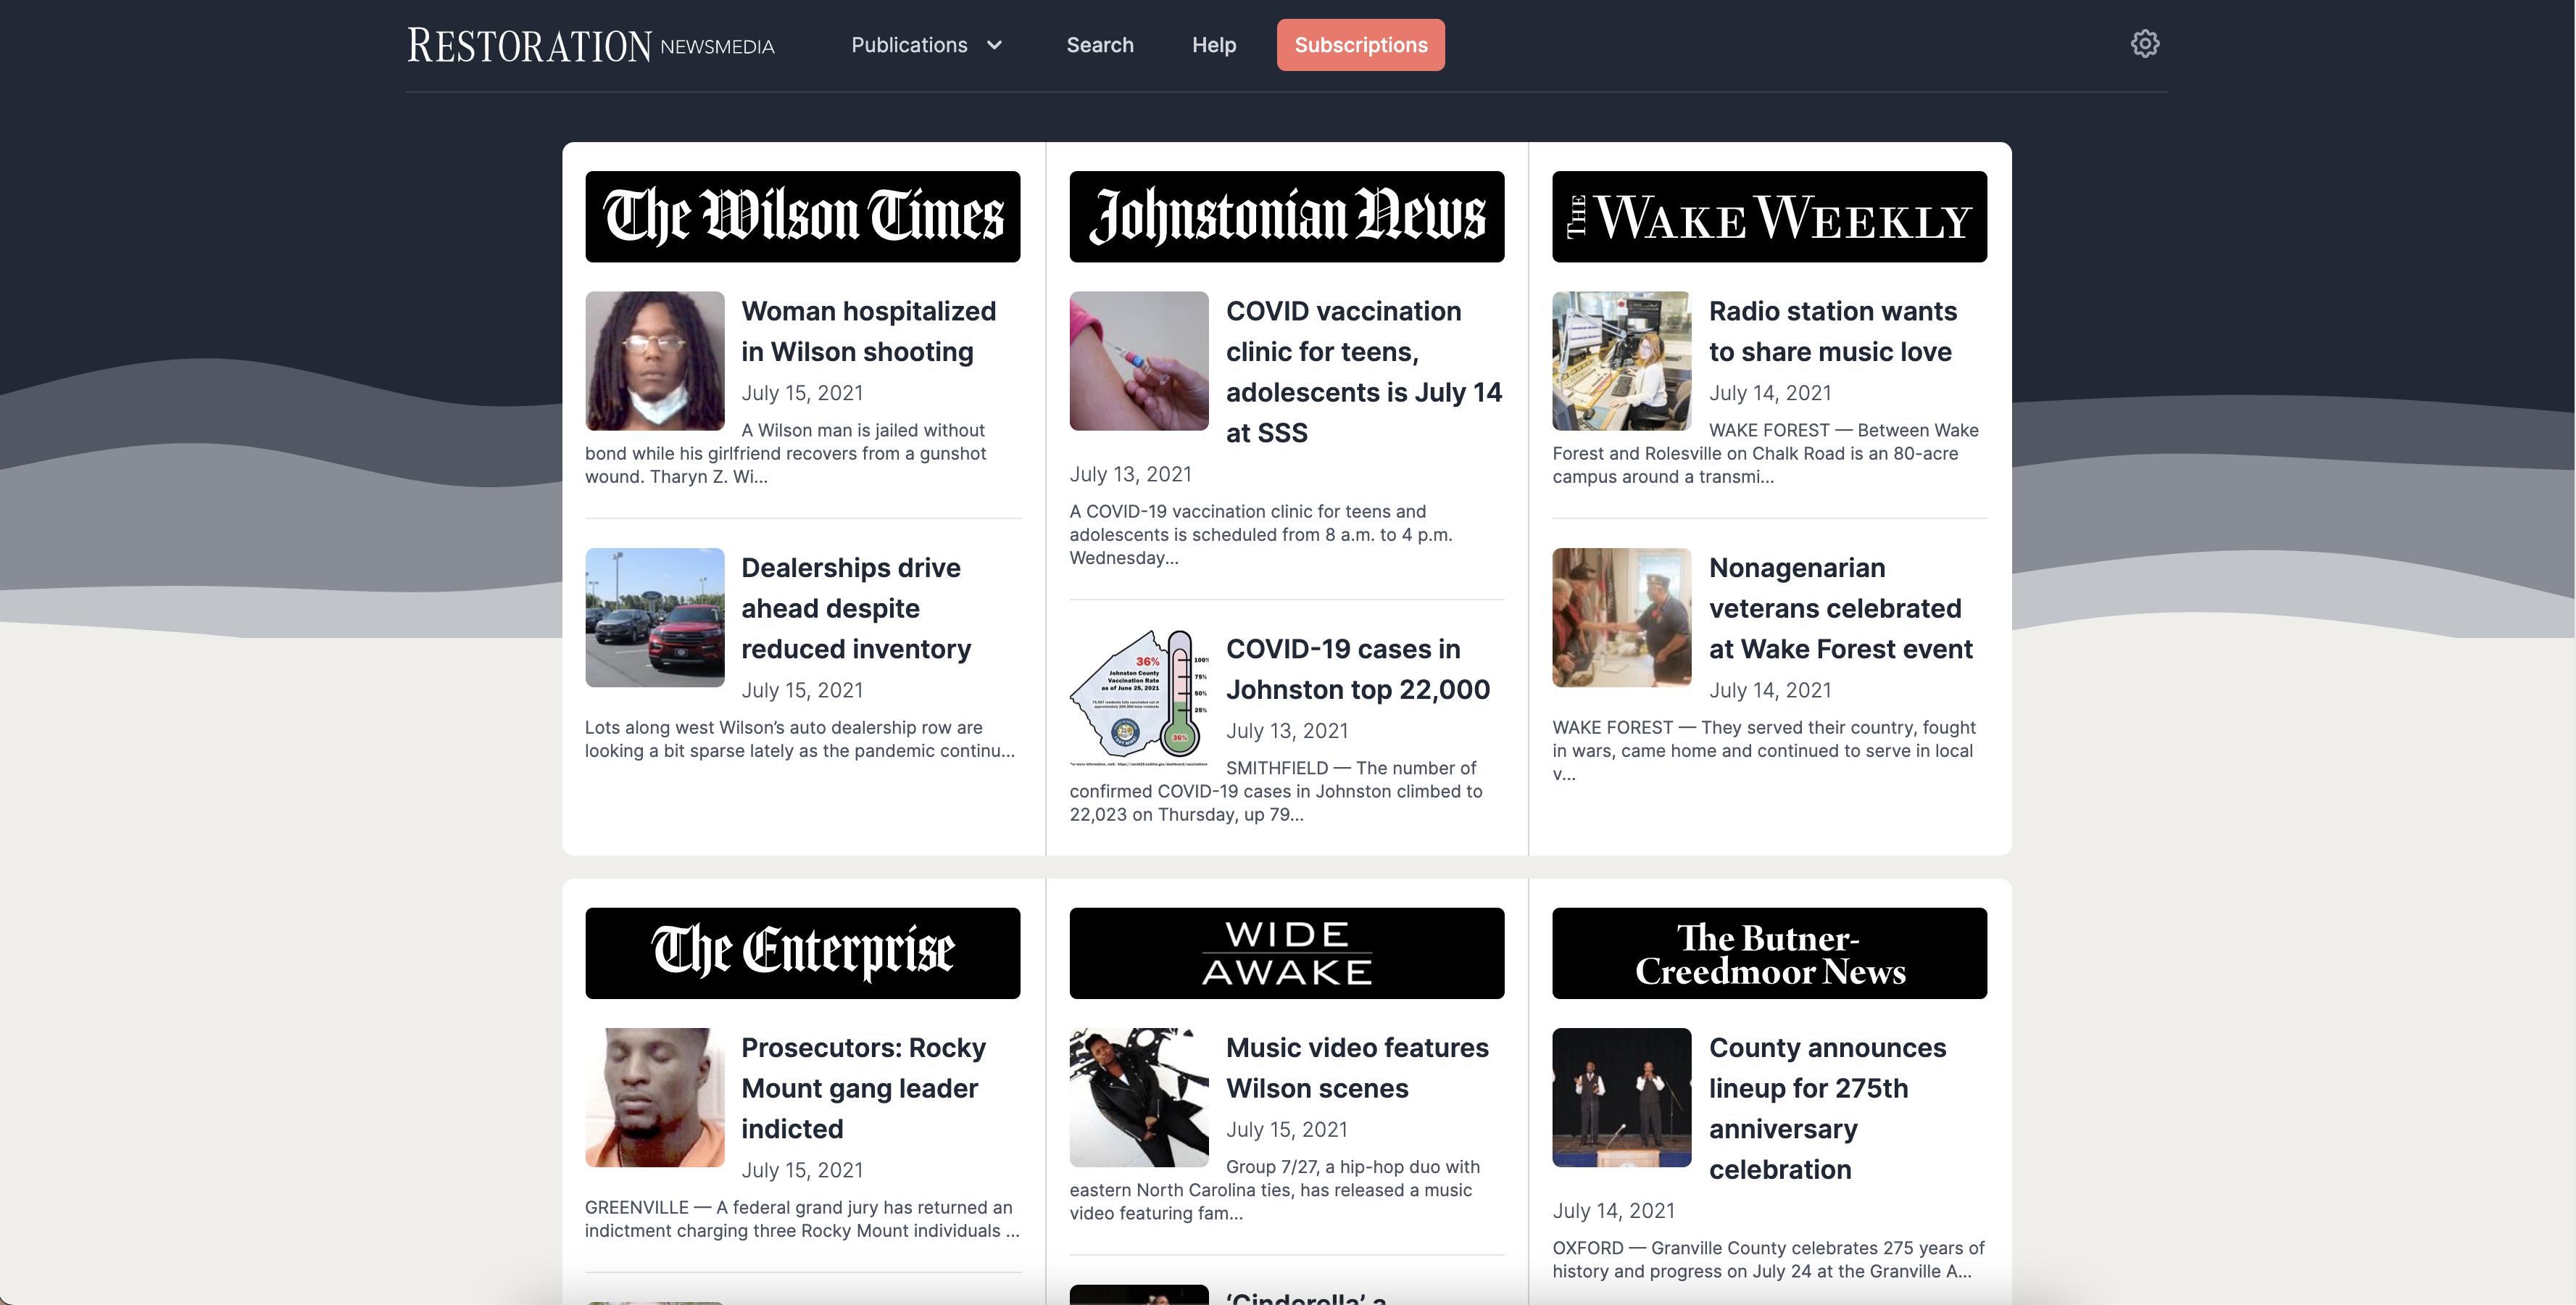 RESTORATION NEWSMEDIA
Publications
Search
Help
Subscriptions
The Wilson Times
Woman hospitalized
in Wilson shooting
July 15, 2021
A Wilson man is jailed without
bond while his girlfriend recovers from a gunshot
wound. Tharyn Z. Wi...
Dealerships drive
ahead despite
reduced inventory
July 15, 2021
Lots along west Wilson’s auto dealership row are
looking a bit sparse lately as the pandemic continu...
Johnstonian News
COVID vaccination
clinic for teens,
adolescents is July 14
at SSS
July 13, 2021
A COVID-19 vaccination clinic for teens and
adolescents is scheduled from 8 a.m. to 4 p.m.
Wednesday...
36%
Johnston County
Vaccination Rate
as of June 25, 2021
100%
75%
50%
25%
36%
COVID-19 cases in
Johnston top 22,000
July 13, 2021
SMITHFIELD — The number of
confirmed COVID-19 cases in Johnston climbed to
22,023 on Thursday, up 79...
THE WAKE WEEKLY
Radio station wants
to share music love
July 14, 2021
WAKE FOREST — Between Wake
Forest and Rolesville on Chalk Road is an 80-acre
campus around a transmi...
Nonagenarian
veterans celebrated
at Wake Forest event
July 14, 2021
WAKE FOREST — They served their country, fought
in wars, came home and continued to serve in local
v...
The Enterprise
Prosecutors: Rocky
Mount gang leader
indicted
July 15, 2021
GREENVILLE — A federal grand jury has returned an
indictment charging three Rocky Mount individuals ...
WIDE
AWAKE
Music video features
Wilson scenes
July 15, 2021
Group 7/27, a hip-hop duo with
eastern North Carolina ties, has released a music
video featuring fam...
‘Cinderella’ a
The Butner-
Creedmoor News
County announces
lineup for 275th
anniversary
celebration
July 14, 2021
OXFORD — Granville County celebrates 275 years of
history and progress on July 24 at the Granville A...